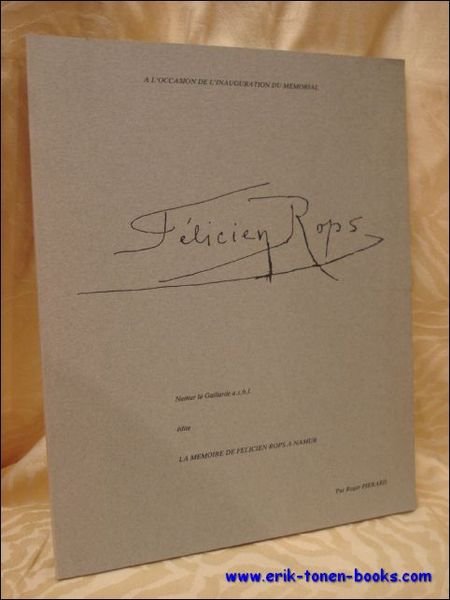 A L'OCCASION DE L'INAUGURATION DU MEMORIAL
Félicien Rops
Namur la Gaillarde a.s.b.l
édite
LA MEMOIRE DE FELICIEN ROPS A NAMUR
Par Roger PIERARD
www.erik-tonen-books.com